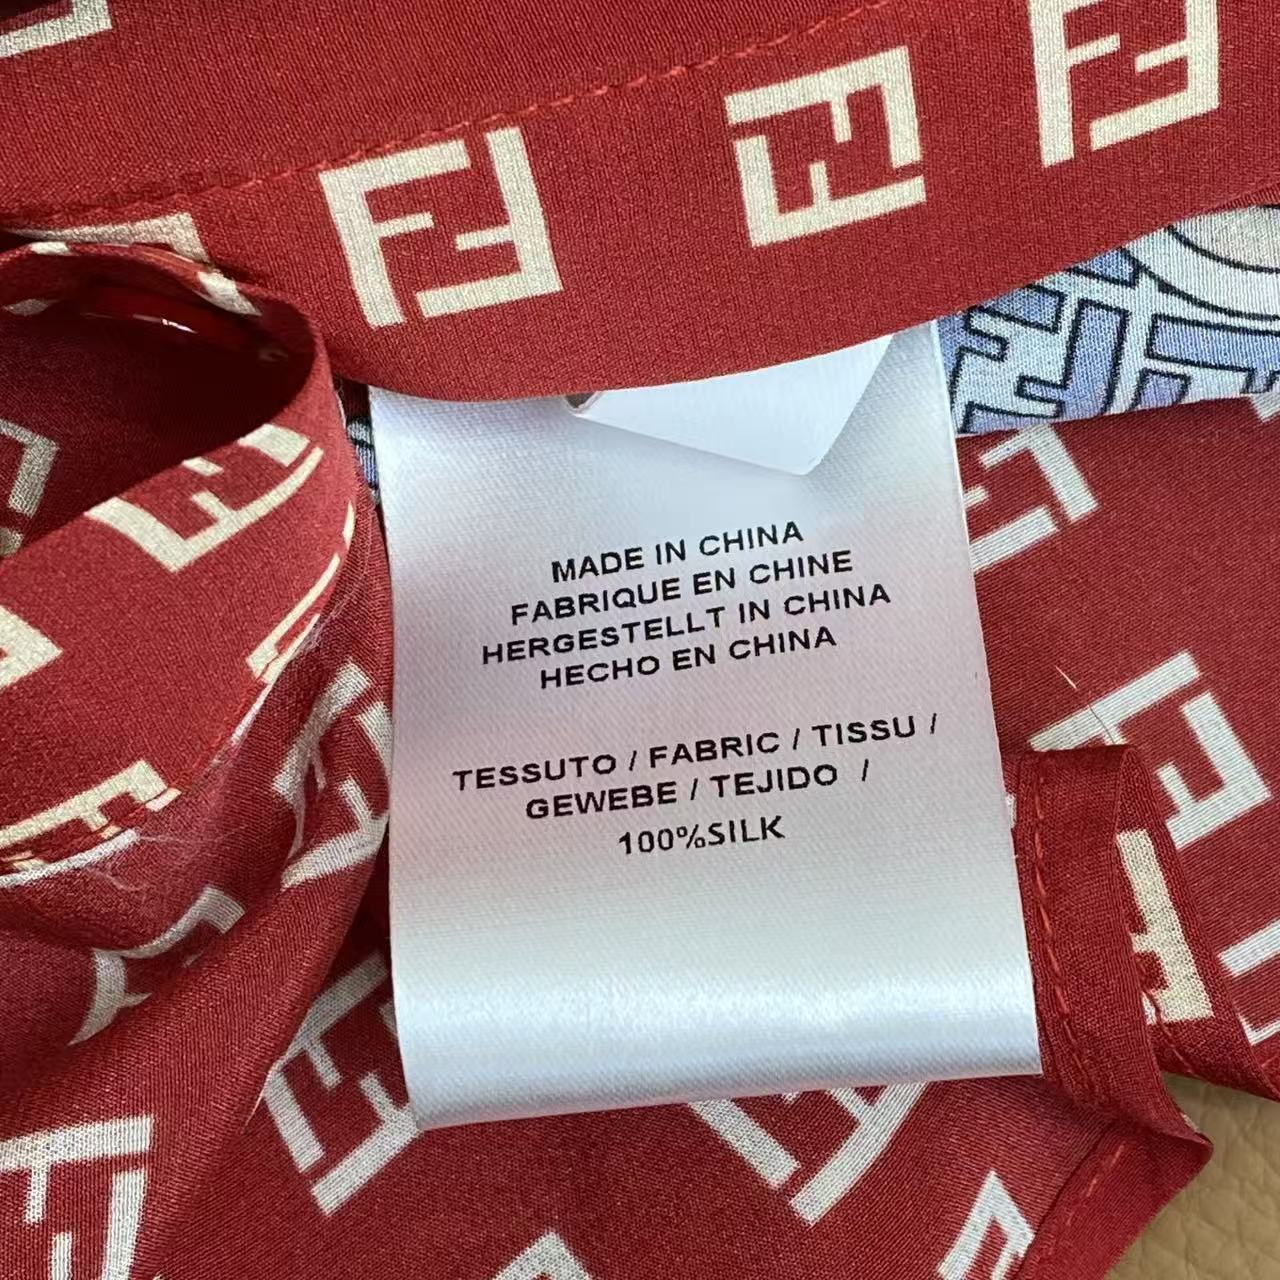 MADE IN CHINA
FABRIQUE EN CHINE
HERGESTELLT IN CHINA
HECHO EN CHINA
TESSUTO / FABRIC / TISSU /
GEWEBE / TEJIDO /
100%SILK